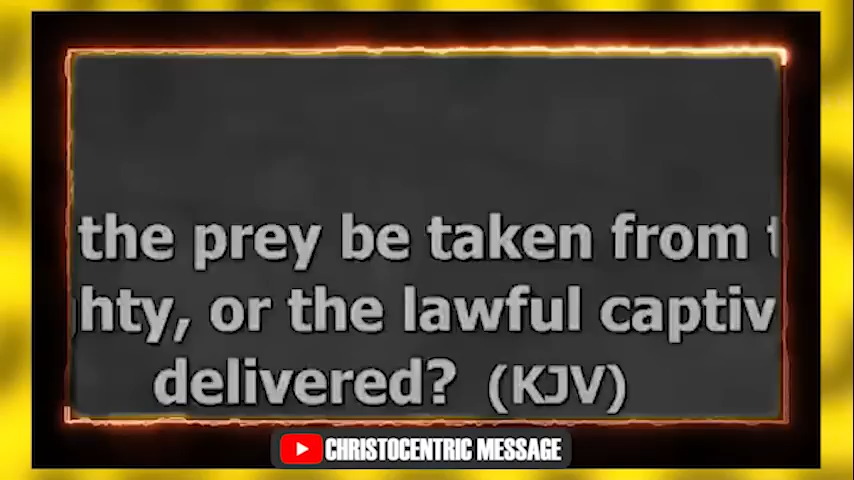 the prey be taken from t
hty, or the lawful captiv
delivered? (KJV)
CHRISTOCENTRIC MESSAGE